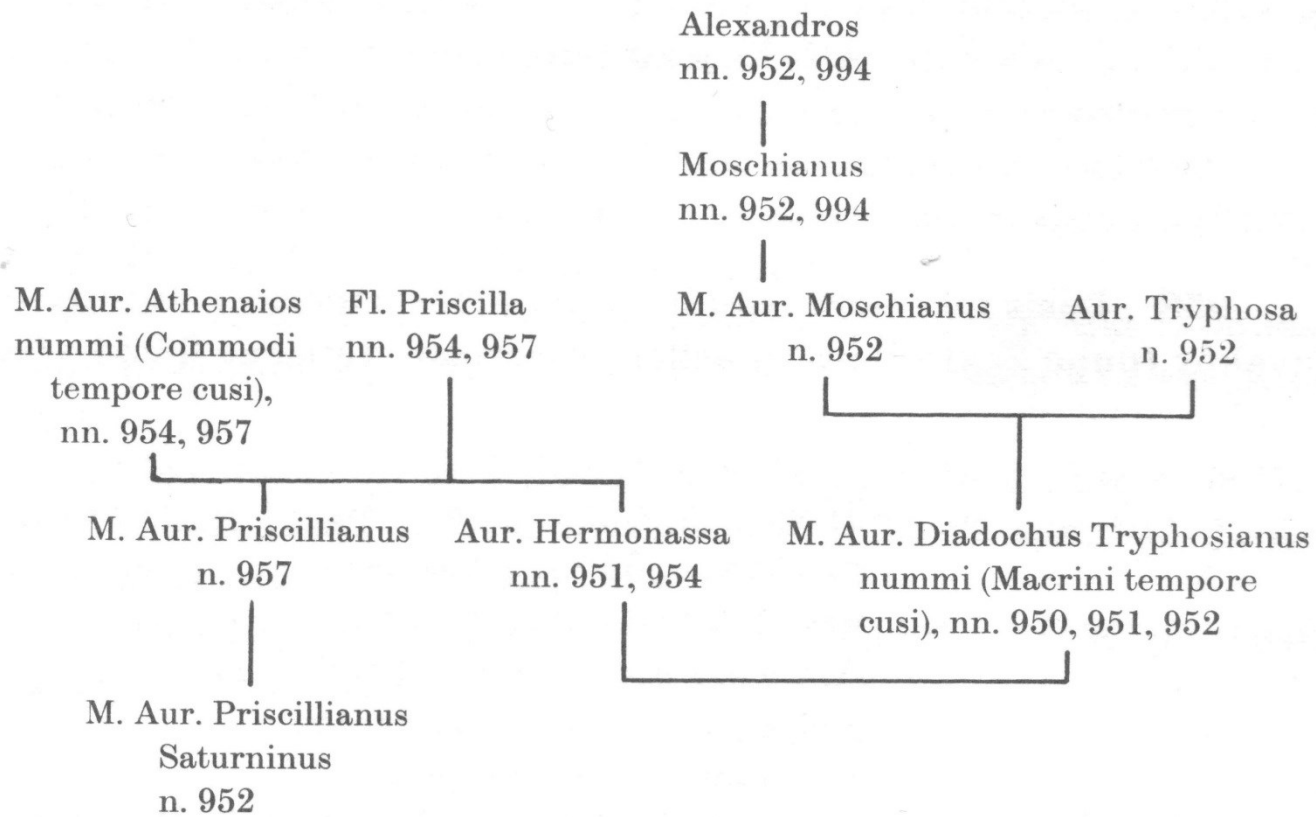 Alexandros
nn. 952, 994
Moschianus
nn. 952, 994
M. Aur. Athenaios
nummi (Commodi
tempore cusi),
nn. 954, 957
Fl. Priscilla
nn. 954, 957
M. Aur. Moschianus
n. 952
Aur. Tryphosa
n. 952
M. Aur. Priscillianus
n. 957
Aur. Hermonassa
nn. 951, 954
M. Aur. Diadochus Tryphosianus
nummi (Macrini tempore
cusi), nn. 950, 951, 952
M. Aur. Priscillianus
Saturninus
n. 952